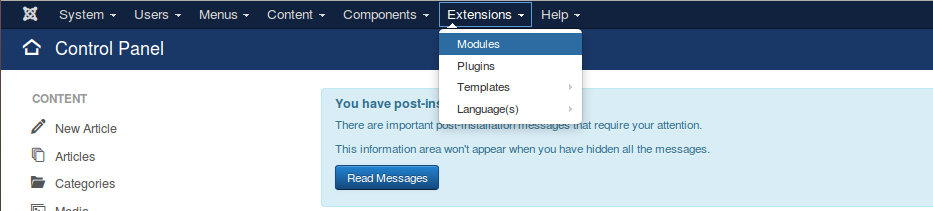 System Users Menus Content Components Extensions Help
Control Panel
Modules
Plugins
Templates
Language(s)
CONTENT
New Article
Articles
Categories
You have post-ins
There are important post-installation messages that require your attention.
This information area won't appear when you have hidden all the messages.
Read Messages